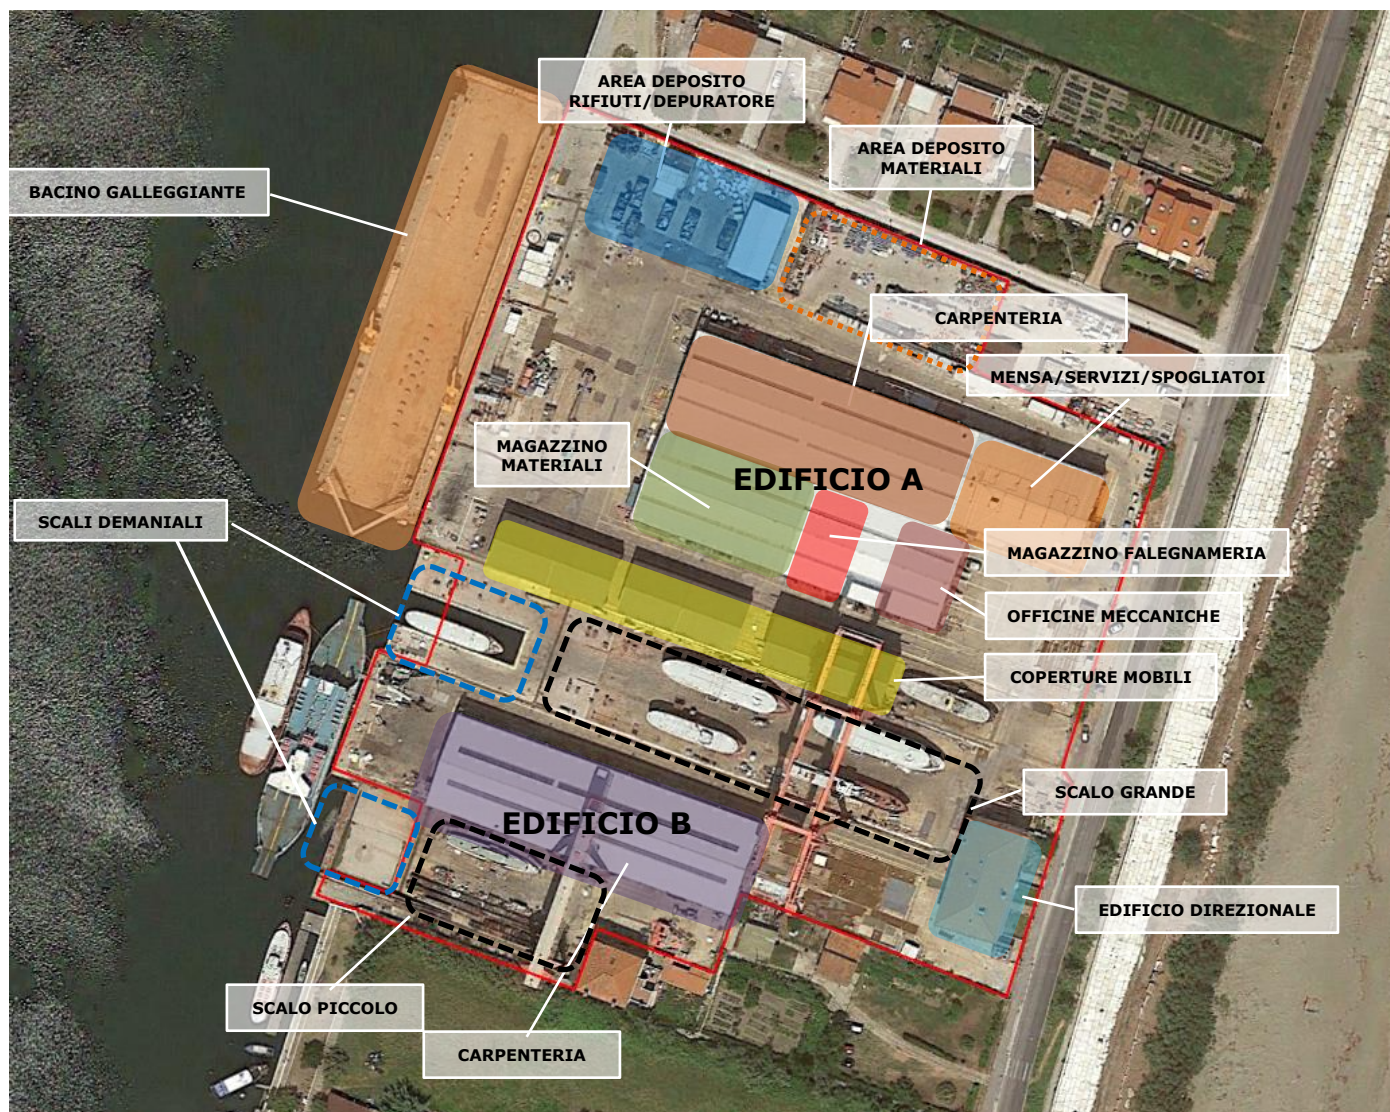 AREA DEPOSITO
RIFIUTI/DEPURATORE
AREA DEPOSITO
MATERIALI
BACINO GALLEGGIANTE
CARPENTERIA
MENSA/SERVIZI/SPOGLIATOI
MAGAZZINO
MATERIALI
EDIFICIO A
SCALI DEMANIALI
MAGAZZINO FALEGNAMERIA
OFFICINE MECCANICHE
COPERTURE MOBILI
SCALO GRANDE
EDIFICIO B
EDIFICIO DIREZIONALE
SCALO PICCOLO
CARPENTERIA